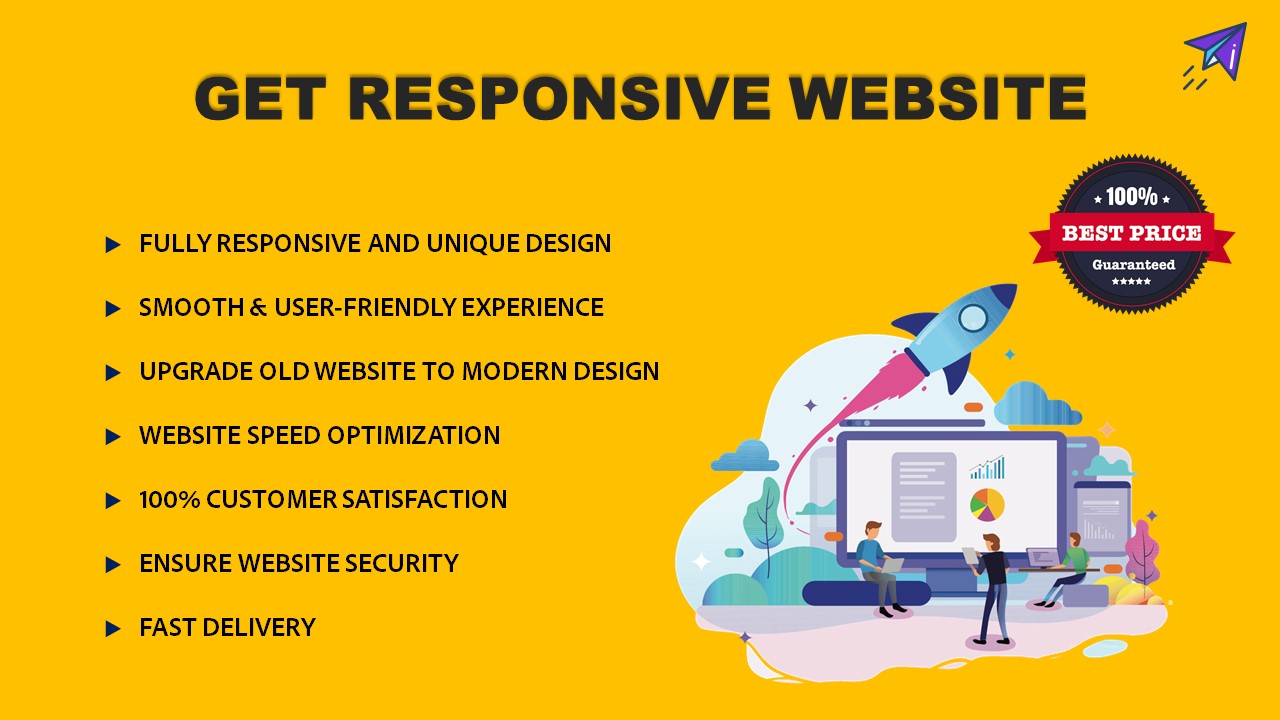 GET RESPONSIVE WEBSITE
100%
BEST PRICE
Guaranteed
FULLY RESPONSIVE AND UNIQUE DESIGN
SMOOTH & USER-FRIENDLY EXPERIENCE
UPGRADE OLD WEBSITE TO MODERN DESIGN
WEBSITE SPEED OPTIMIZATION
100% CUSTOMER SATISFACTION
ENSURE WEBSITE SECURITY
FAST DELIVERY